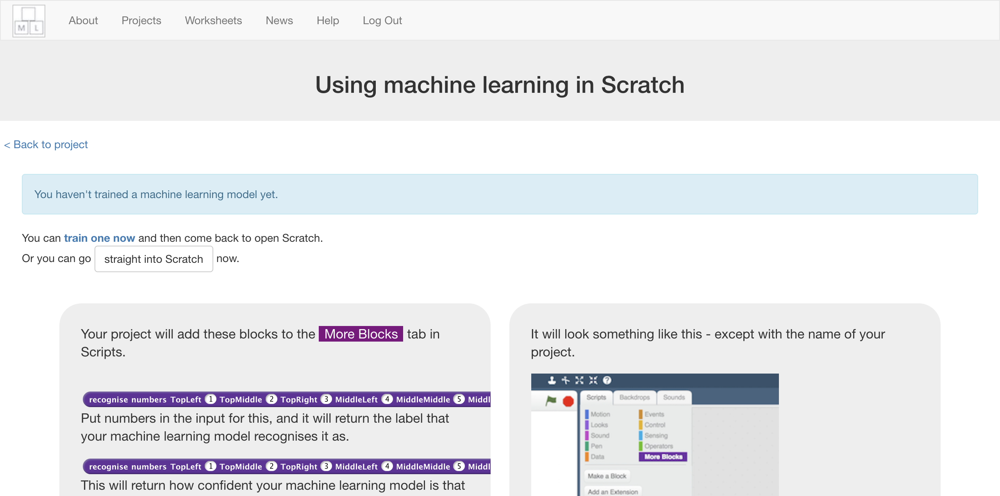 M L
About Projects Worksheets News Help Log Out
Using machine learning in Scratch
< Back to project
You haven't trained a machine learning model yet.
You can train one now and then come back to open Scratch.
Or you can go straight into Scratch now.
Your project will add these blocks to the More Blocks tab in
Scripts.
recognise numbers TopLeft 1 TopMiddle 2 TopRight 3 MiddleLeft 4 MiddleMiddle 5 Middl
Put numbers in the input for this, and it will return the label that
your machine learning model recognises it as.
recognise numbers TopLeft 1 TopMiddle 2 TopRight 3 MiddleLeft 4 MiddleMiddle 5 Middl
This will return how confident your machine learning model is that
It will look something like this - except with the name of your
project.
?
Scripts Backdrops Sounds
Motion Events
Looks Control
Sound Sensing
Pen Operators
Data More Blocks
Make a Block
Add an Extension